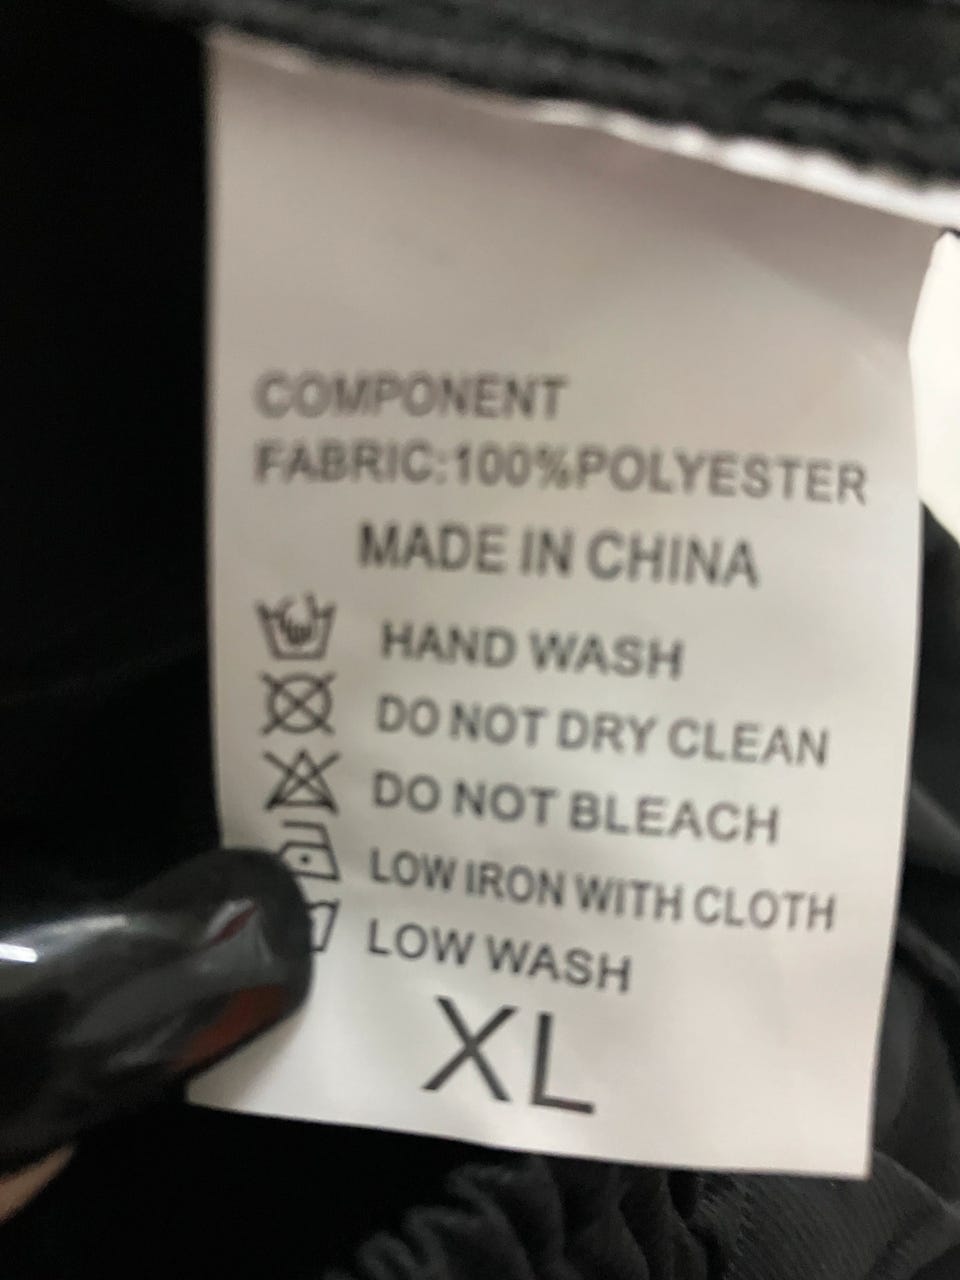 COMPONENT
FABRIC:100%POLYESTER
MADE IN CHINA
HAND WASH
DO NOT DRY CLEAN
DO NOT BLEACH
LOW IRON WITH CLOTH
LOW WASH
XL